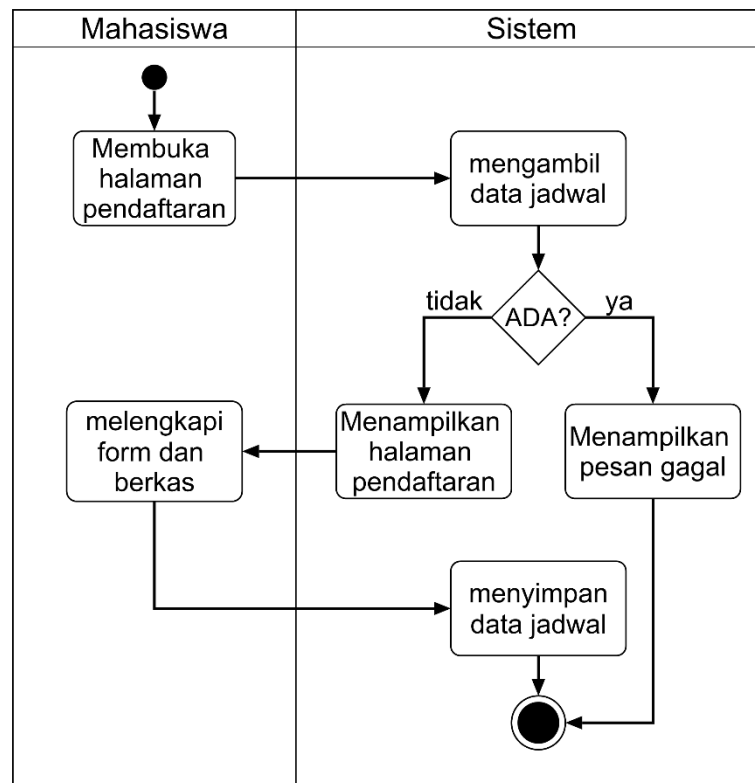 Mahasiswa
Sistem
Membuka
halaman
pendaftaran
mengambil
data jadwal
ADA?
tidak
ya
Menampilkan
halaman
pendaftaran
Menampilkan
pesan gagal
melengkapi
form dan
berkas
menyimpan
data jadwal